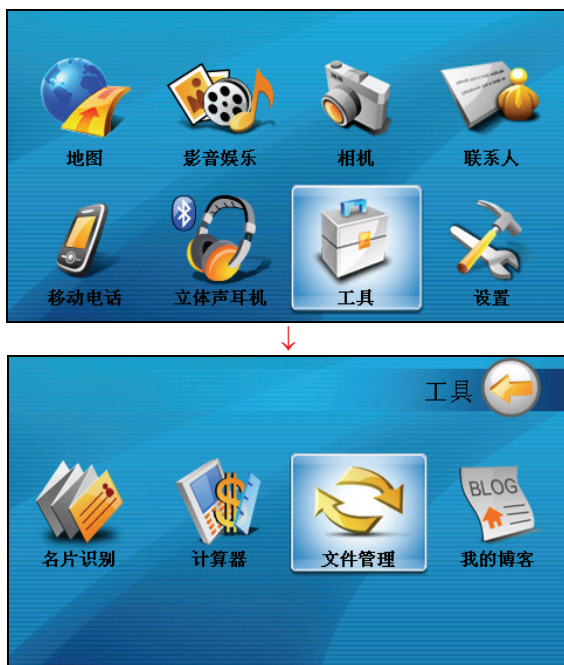 地图 影音娱乐 相机 联系人
移动电话 立体声耳机 工具 设置
↓
工具
BLOG
名片识别 计算器 文件管理 我的博客